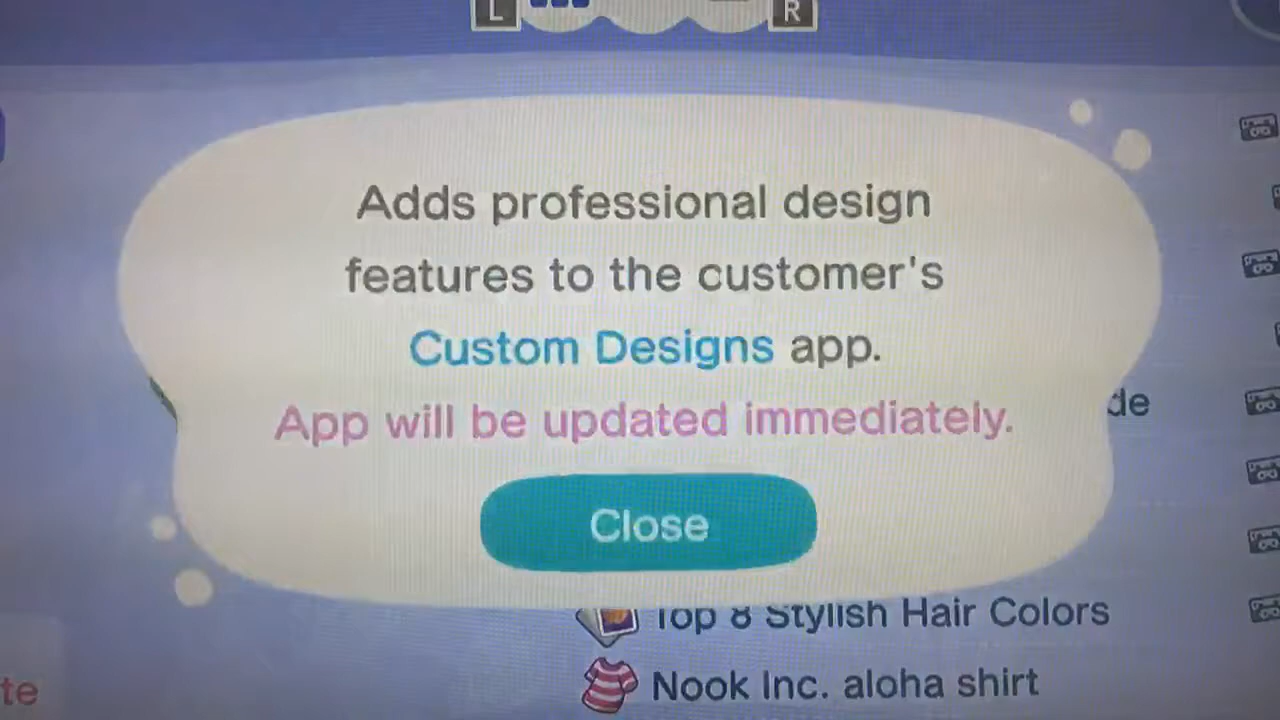 L R
Adds professional design
features to the customer's
Custom Designs app.
App will be updated immediately.
de
Close
Top 8 Stylish Hair Colors
te
Nook Inc. aloha shirt